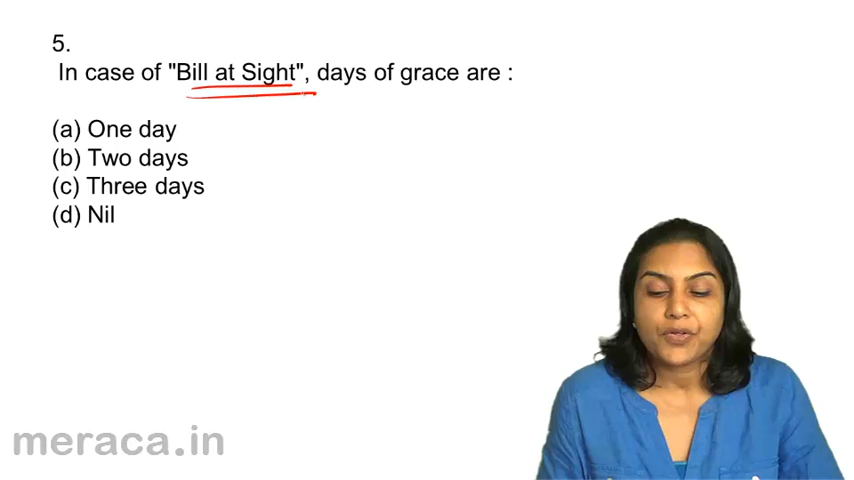 5.
In case of "Bill at Sight", days of grace are :
(a) One day
(b) Two days
(c) Three days
(d) Nil
meraca.in